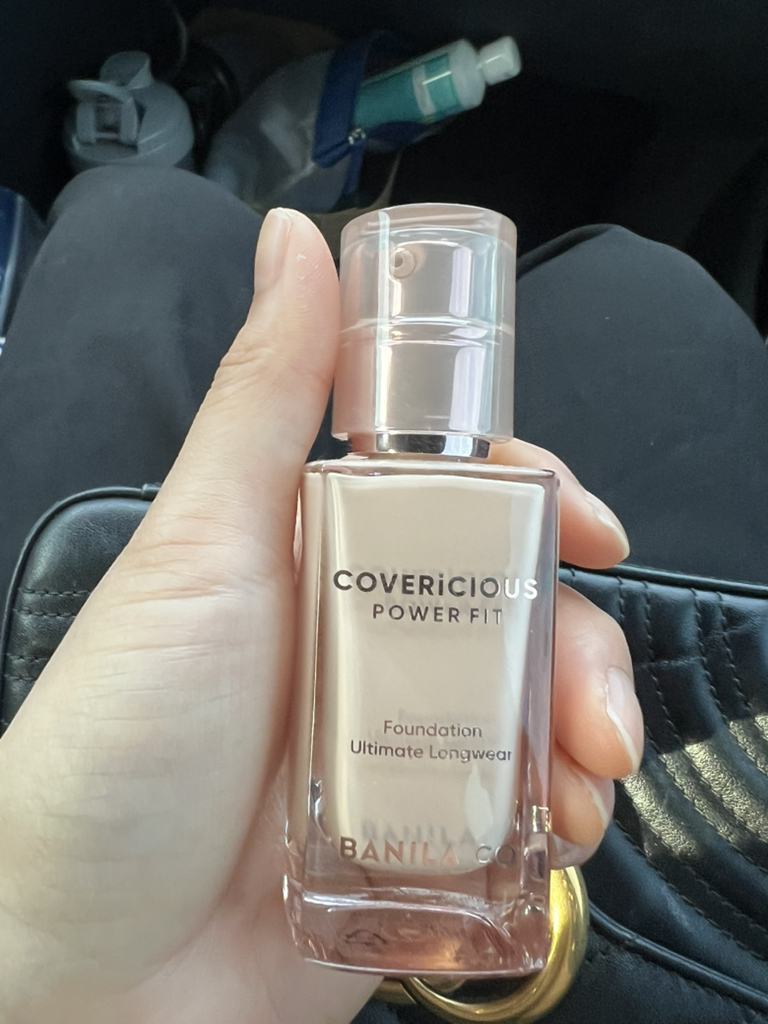 COVERiCIOUS
POWER FIT
Foundation
Ultimate Longwear
BANILA CO